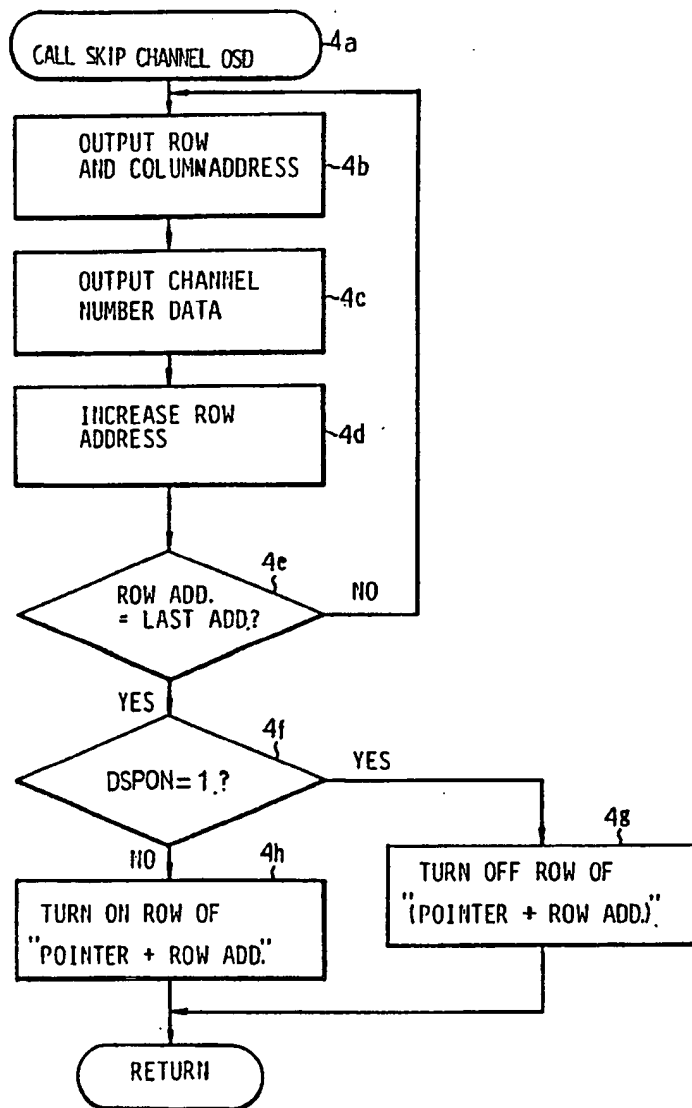 CALL SKIP CHANNEL OSD
4a
OUTPUT ROW
AND COLUMNADDRESS
4b
OUTPUT CHANNEL
NUMBER DATA
4c
INCREASE ROW
ADDRESS
4d
4e
ROW ADD.
= LAST ADD.?
NO
YES
4f
DSPON=1.?
YES
NO
4h
TURN ON ROW OF
"POINTER + ROW ADD."
4g
TURN OFF ROW OF
"(POINTER + ROW ADD.)"
RETURN